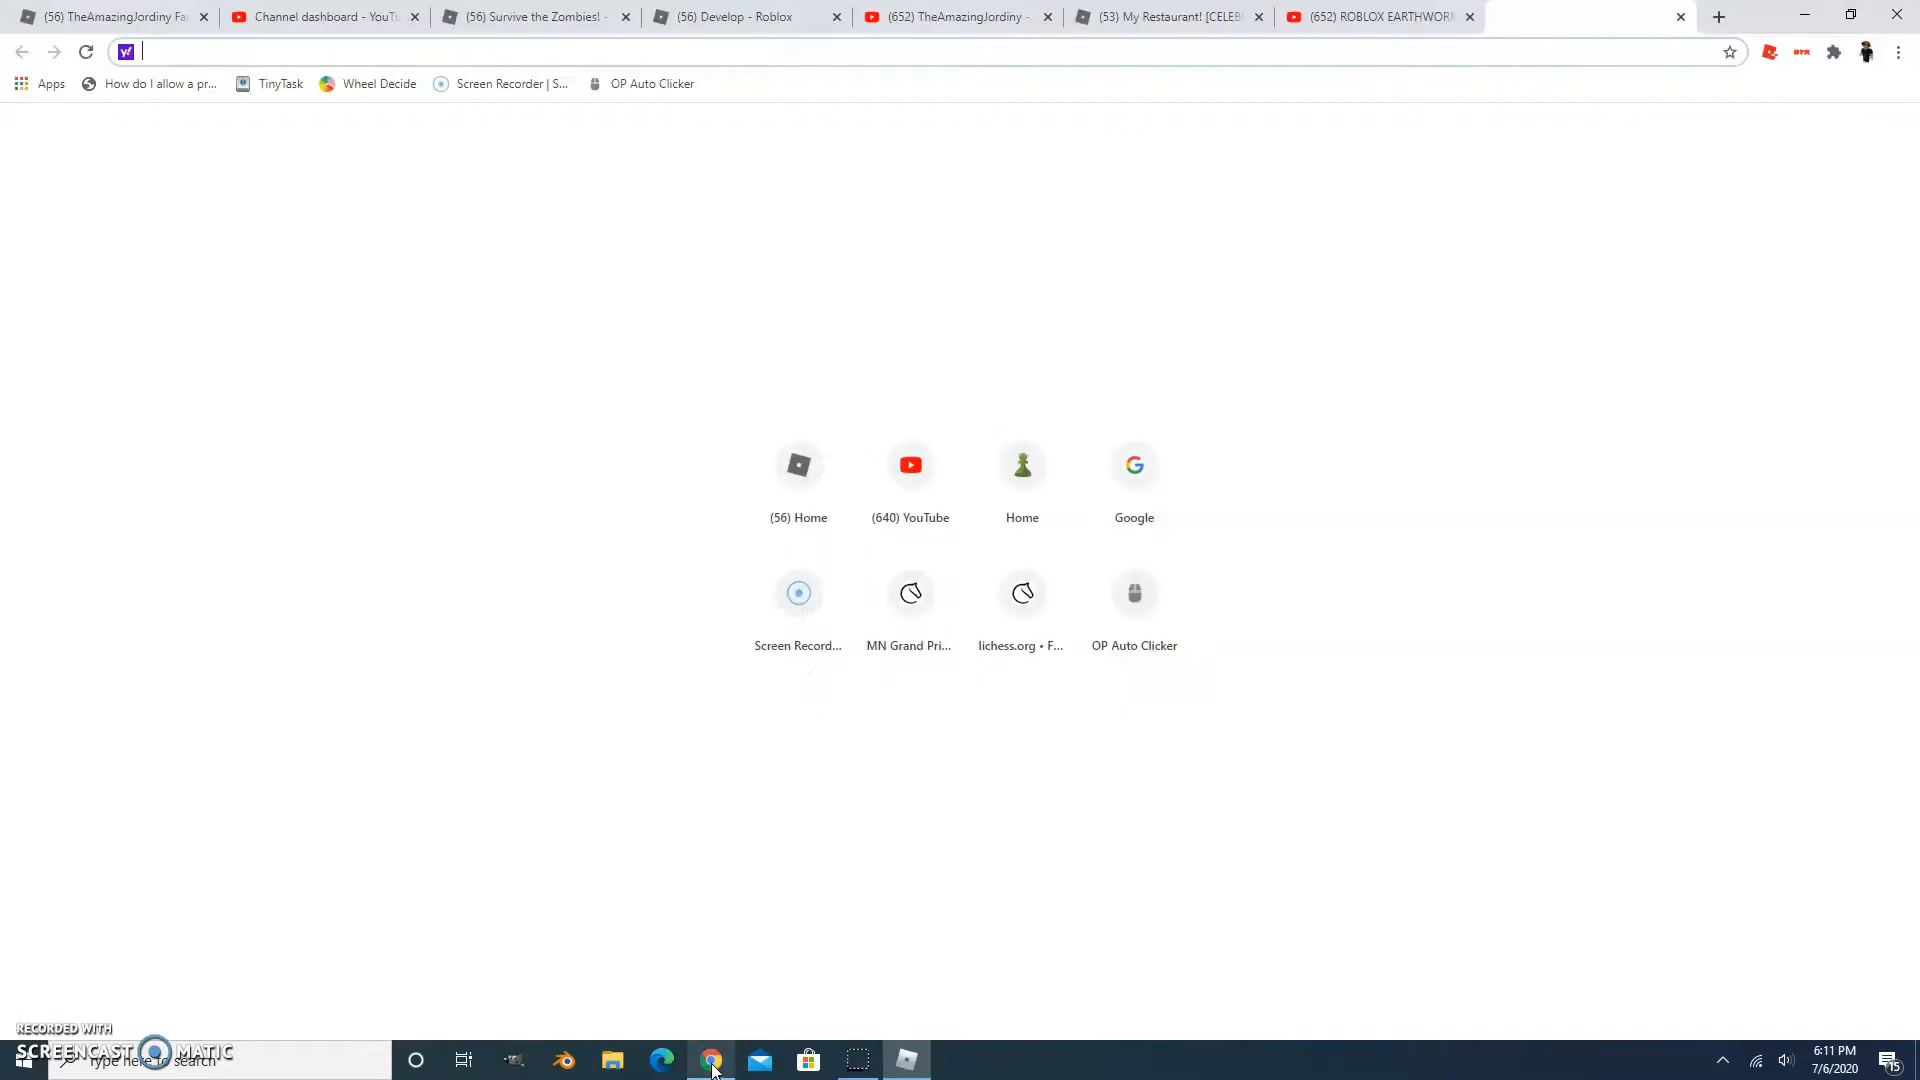 (56) TheAmazingJordiny Fa
Channel dashboard - YouTu
(56) Survive the Zombies! -
(56) Develop - Roblox
(652) TheAmazingJordiny -
(53) My Restaurant! [CELEB
(652) ROBLOX EARTHWORM
y!
Apps
How do I allow a pr...
TinyTask
Wheel Decide
Screen Recorder | S...
OP Auto Clicker
(56) Home
(640) YouTube
Home
Google
Screen Record...
MN Grand Pri...
lichess.org • F...
OP Auto Clicker
RECORDED WITH
SCREENCAST MATIC
Type here to search
6:11 PM
7/6/2020
15